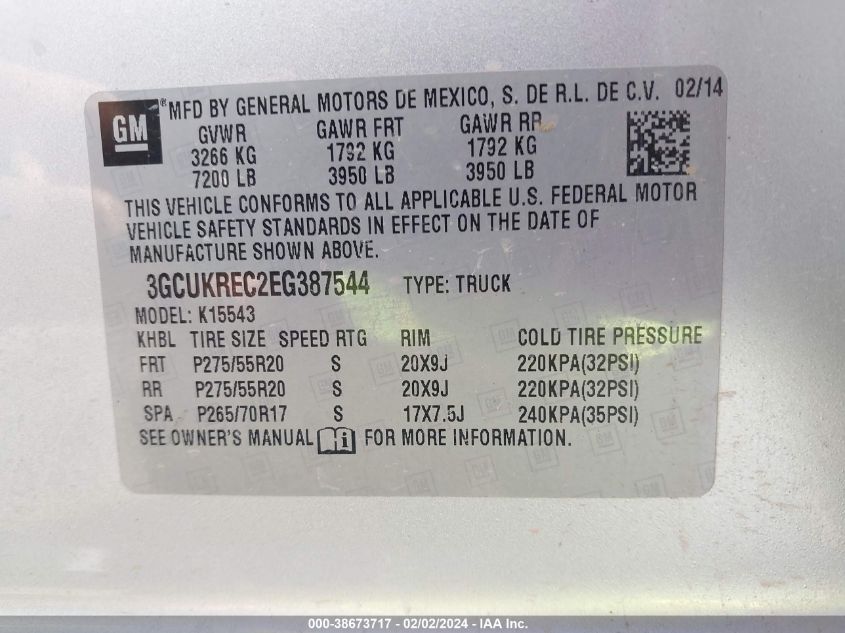 GM ® MFD BY GENERAL MOTORS DE MEXICO, S. DE R.L. DE C.V. 02/14
GVWR GAWR FRT GAWR RR
3266 KG 1792 KG 1792 KG
7200 LB 3950 LB 3950 LB
THIS VEHICLE CONFORMS TO ALL APPLICABLE U.S. FEDERAL MOTOR
VEHICLE SAFETY STANDARDS IN EFFECT ON THE DATE OF
MANUFACTURE SHOWN ABOVE.
3GCUKREC2EG387544 TYPE: TRUCK
MODEL: K15543
KHBL TIRE SIZE SPEED RTG RIM COLD TIRE PRESSURE
FRT P275/55R20 S 20X9J 220KPA(32PSI)
RR P275/55R20 S 20X9J 220KPA(32PSI)
SPA P265/70R17 S 17X7.5J 240KPA(35PSI)
SEE OWNER'S MANUAL i FOR MORE INFORMATION.
000-38673717 - 02/02/2024 - IAA Inc.